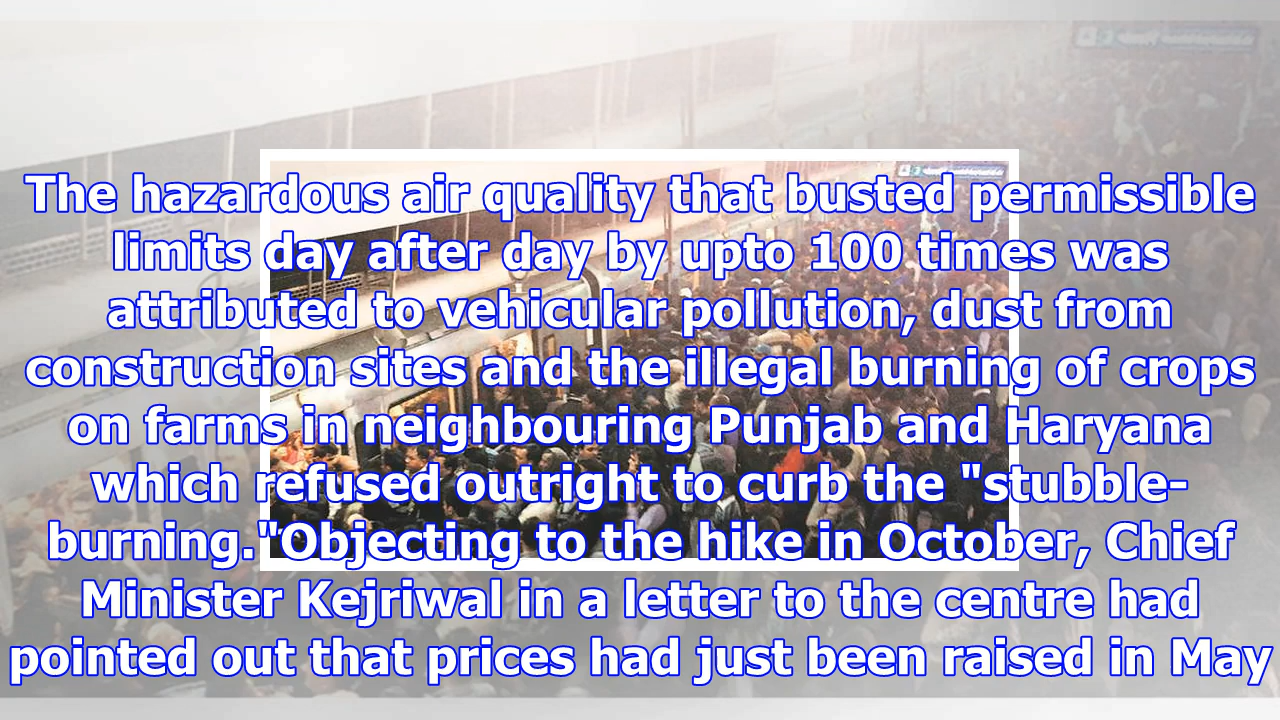 The hazardous air quality that busted permissible
limits day after day by upto 100 times was
attributed to vehicular pollution, dust from
construction sites and the illegal burning of crops
on farms in neighbouring Punjab and Haryana
which refused outright to curb the "stubble-
burning."Objecting to the hike in October, Chief
Minister Kejriwal in a letter to the centre had
pointed out that prices had just been raised in May